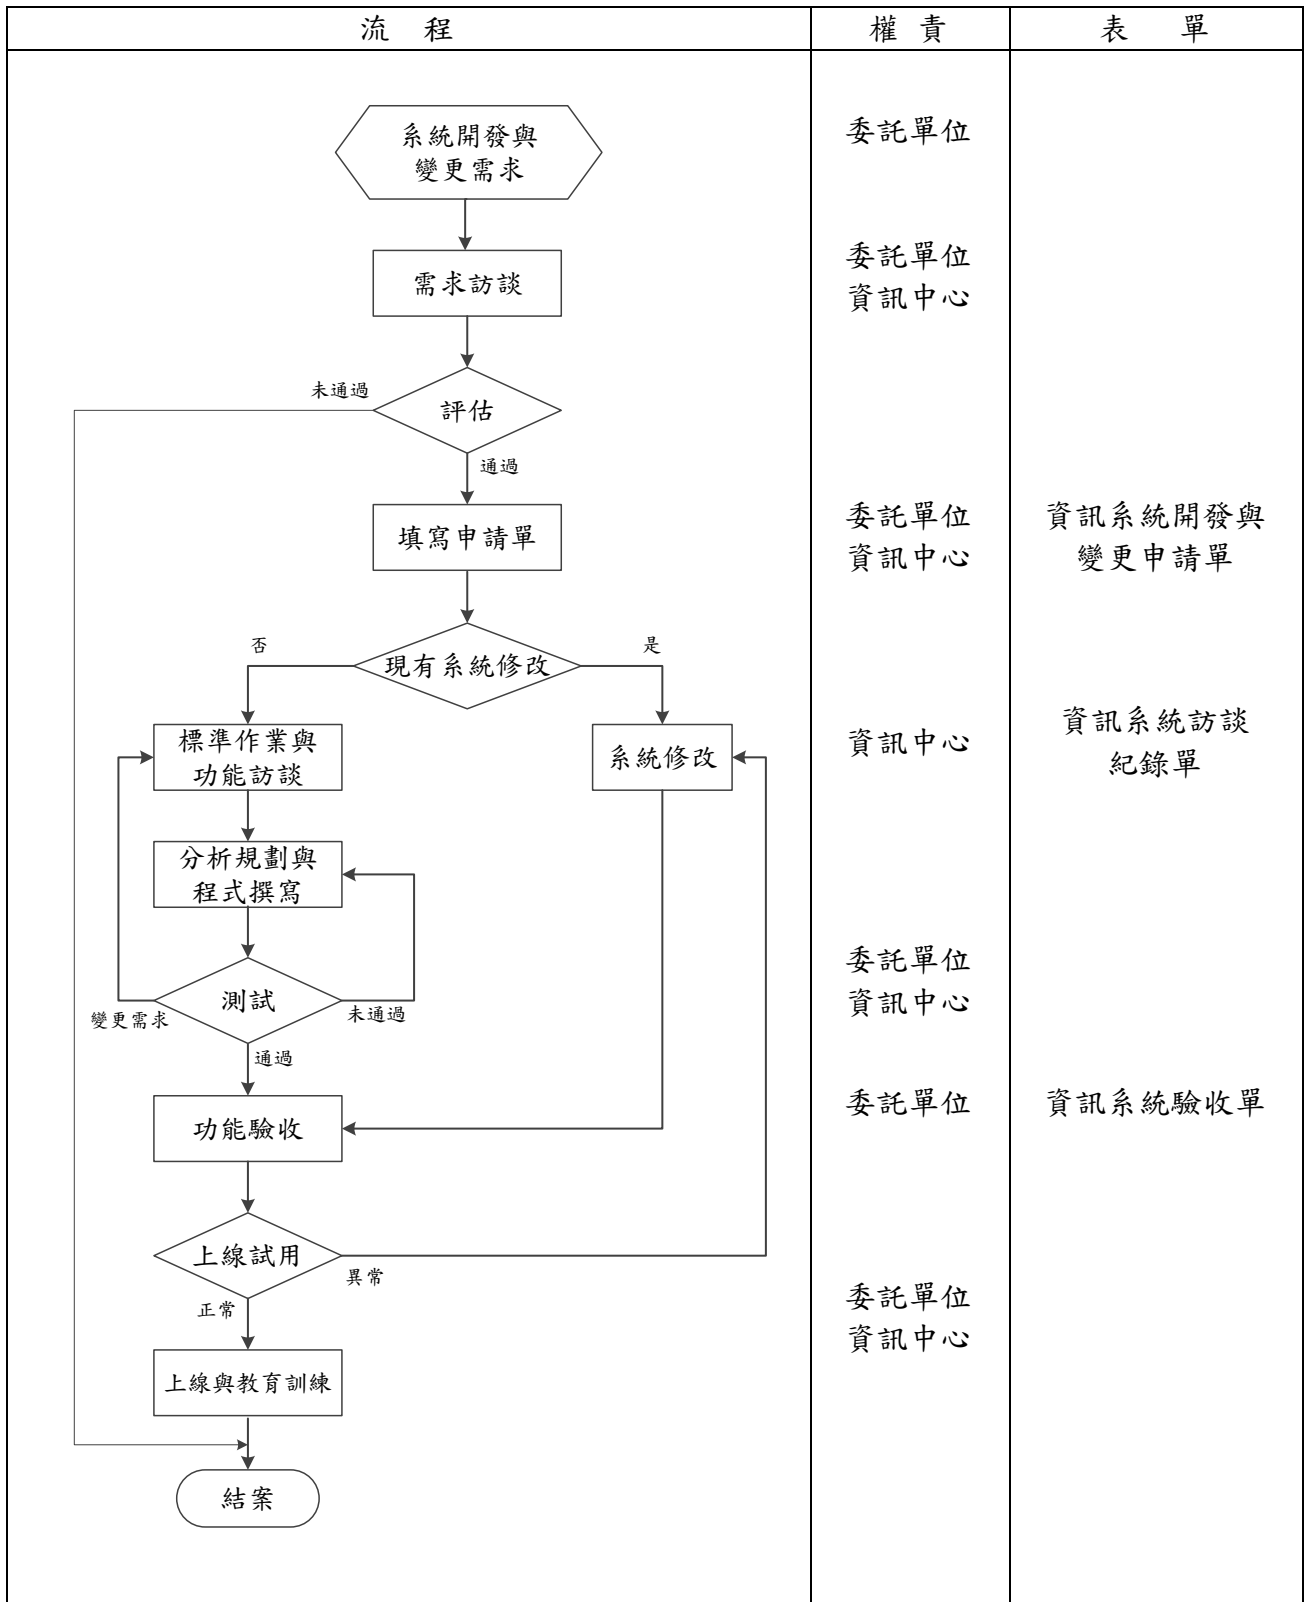 流程
權責
表單
系統開發與
變更需求
委託單位
需求訪談
委託單位
資訊中心
未通過
評估
通過
填寫申請單
委託單位
資訊中心
資訊系統開發與
變更申請單
否
現有系統修改
是
標準作業與
功能訪談
系統修改
資訊中心
資訊系統訪談
紀錄單
分析規劃與
程式撰寫
測試
變更需求
未通過
通過
委託單位
資訊中心
功能驗收
委託單位
資訊系統驗收單
上線試用
異常
正常
委託單位
資訊中心
上線與教育訓練
結案